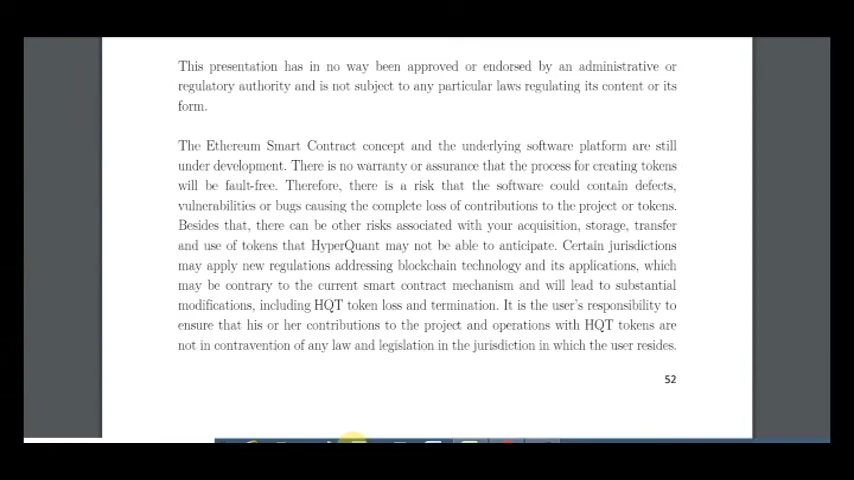 This presentation has in no way been approved or endorsed by an administrative or
regulatory authority and is not subject to any particular laws regulating its content or its
form.
The Ethereum Smart Contract concept and the underlying software platform are still
under development. There is no warranty or assurance that the process for creating tokens
will be fault-free. Therefore, there is a risk that the software could contain defects,
vulnerabilities or bugs causing the complete loss of contributions to the project or tokens.
Besides that, there can be other risks associated with your acquisition, storage, transfer
and use of tokens that HyperQuant may not be able to anticipate. Certain jurisdictions
may apply new regulations addressing blockchain technology and its applications, which
may be contrary to the current smart contract mechanism and will lead to substantial
modifications, including HQT token loss and termination. It is the user's responsibility to
ensure that his or her contributions to the project and operations with HQT tokens are
not in contravention of any law and legislation in the jurisdiction in which the user resides.
52